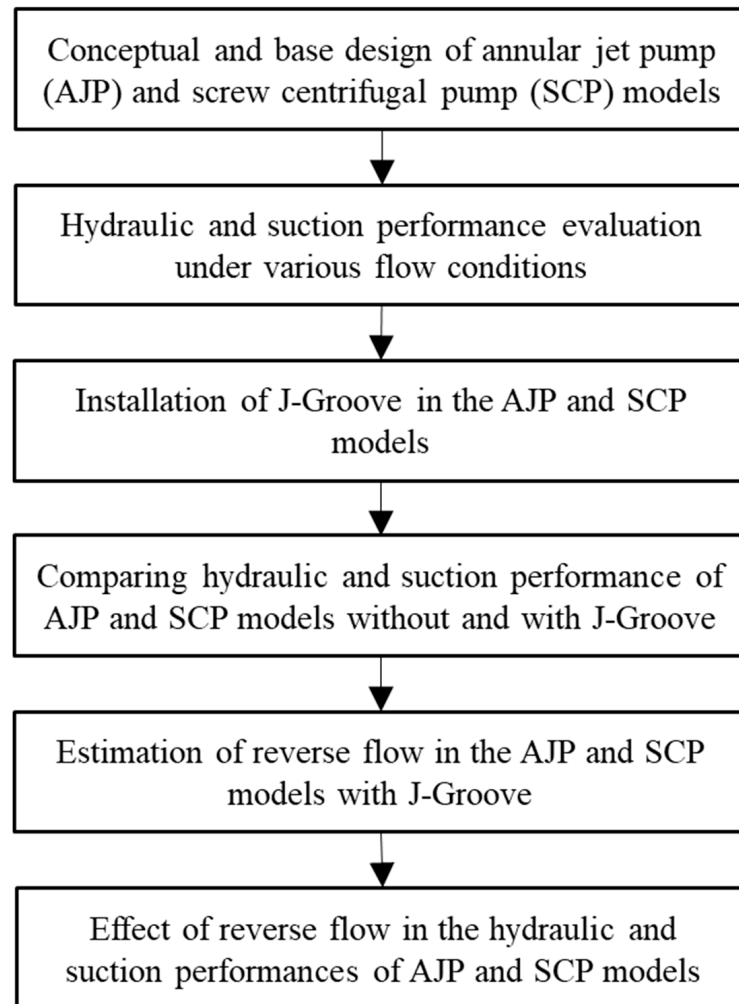 Conceptual and base design of annular jet pump
(AJP) and screw centrifugal pump (SCP) models
Hydraulic and suction performance evaluation
under various flow conditions
Installation of J-Groove in the AJP and SCP
models
Comparing hydraulic and suction performance of
AJP and SCP models without and with J-Groove
Estimation of reverse flow in the AJP and SCP
models with J-Groove
Effect of reverse flow in the hydraulic and
suction performances of AJP and SCP models